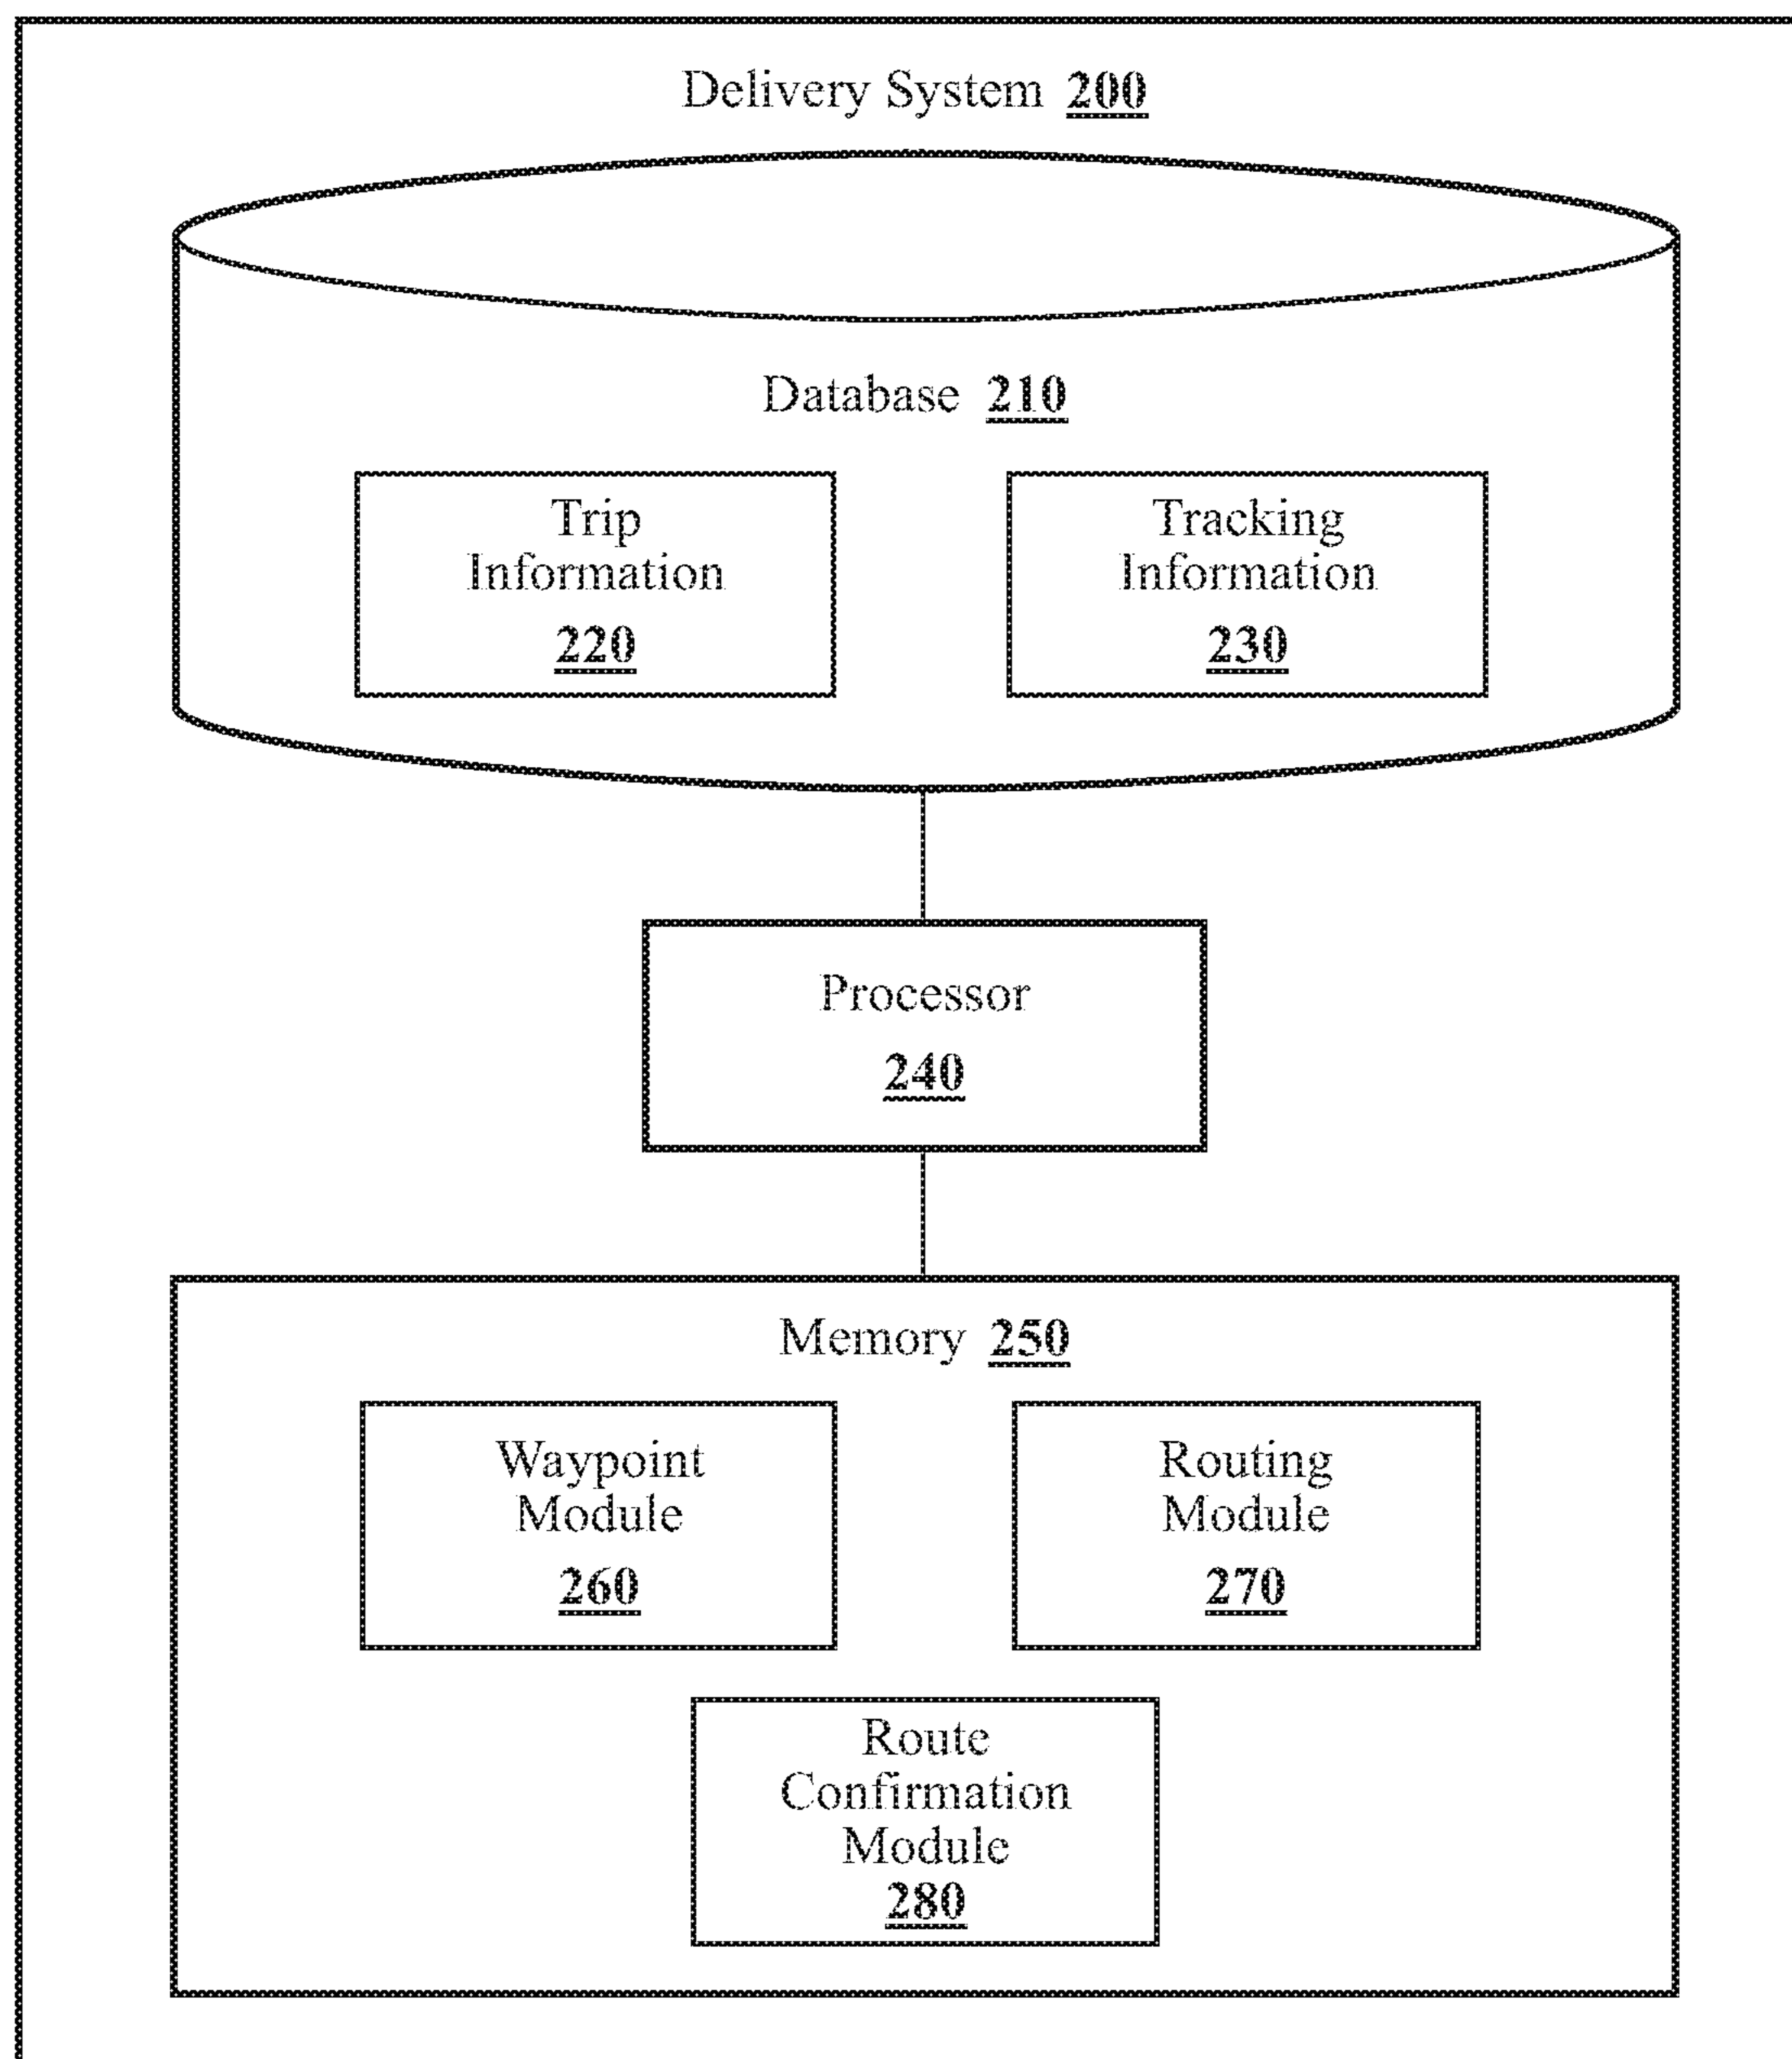 Delivery System 200
Database 210
Trip
Information
220
Tracking
Information
230
Processor
240
Memory 250
Waypoint
Module
260
Routing
Module
270
Route
Confirmation
Module
280